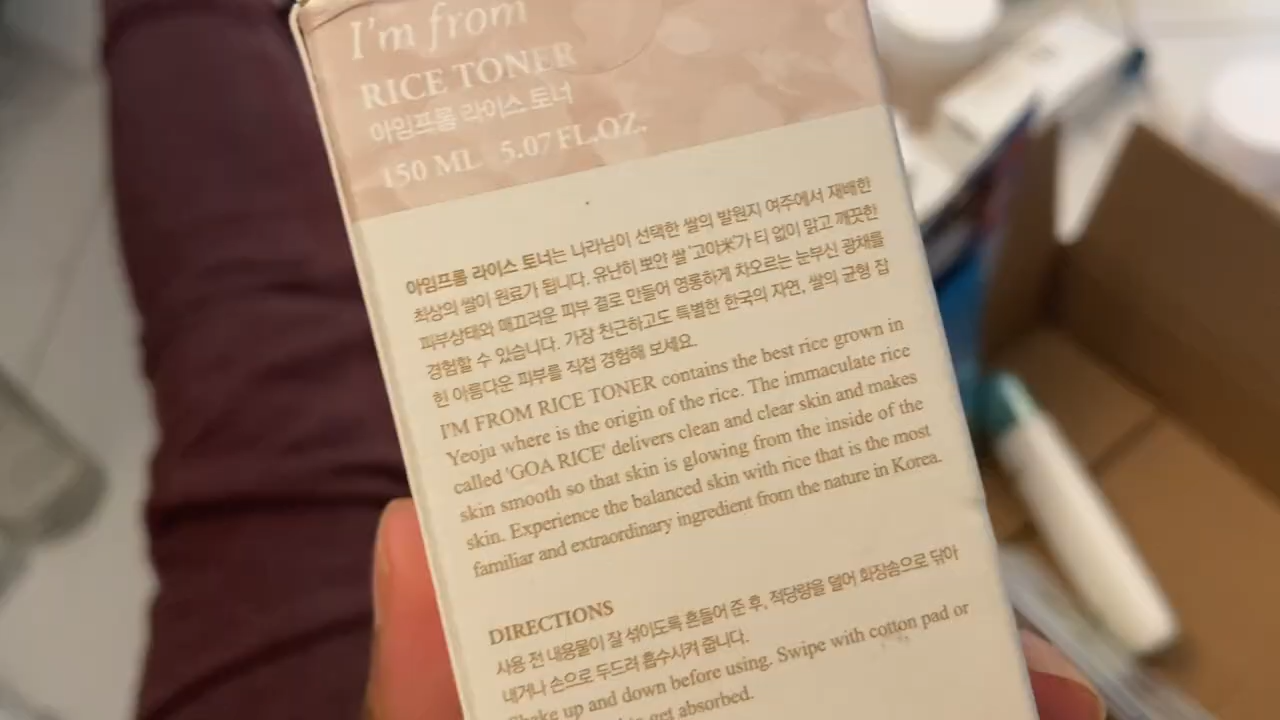 I'm from
RICE TONER
아임프롬 라이스 토너
150 ML 5.07 FL.OZ.
아임프롬 라이스 토너는 나라님이 선택한 쌀의 발원지 여주에서 재배한
최상의 쌀이 원료가 됩니다. 유난히 뽀얀 쌀 '고아米'가 티 없이 맑고 깨끗한
피부상태와 매끄러운 피부 결로 만들어 영롱하게 차오르는 눈부신 광채를
경험할 수 있습니다. 가장 친근하고도 특별한 한국의 자연, 쌀의 균형 잡
힌 아름다운 피부를 직접 경험해 보세요.
I'M FROM RICE TONER contains the best rice grown in
Yeoju where is the origin of the rice. The immaculate rice
called 'GOA RICE' delivers clean and clear skin and makes
skin smooth so that skin is glowing from the inside of the
skin. Experience the balanced skin with rice that is the most
familiar and extraordinary ingredient from the nature in Korea.
DIRECTIONS
사용 전 내용물이 잘 섞이도록 흔들어 준 후, 적당량을 덜어 화장솜으로 닦아
내거나 손으로 두드려 흡수시켜 줍니다.
Shake up and down before using. Swipe with cotton pad or
to get absorbed.